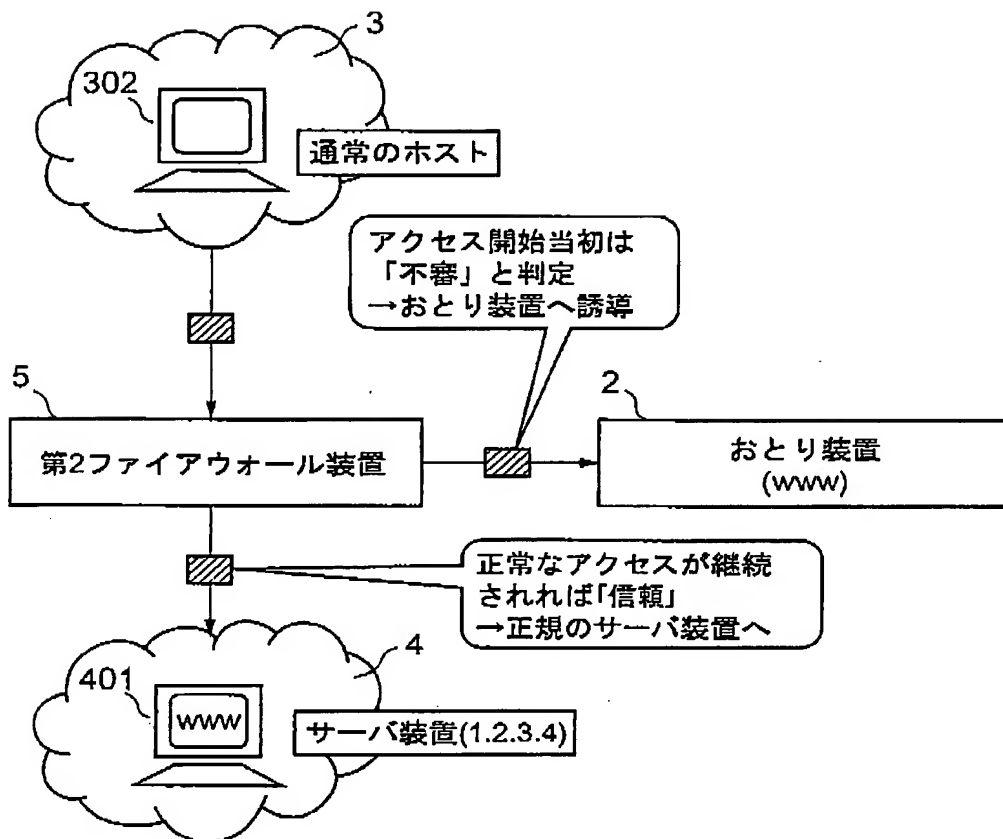 3
302
通常のホスト
アクセス開始当初は
「不審」と判定
→おとり装置へ誘導
5
2
第2ファイアウォール装置
おとり装置
(www)
正常なアクセスが継続
されれば「信頼」
→正規のサーバ装置へ
4
401
www
サーバ装置(1.2.3.4)